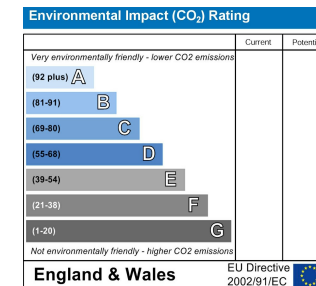 Environmental Impact (CO₂) Rating
Current Potenti
Very environmentally friendly - lower CO2 emissions
(92 plus) A
(81-91) B
(69-80) C
(55-68) D
(39-54) E
(21-38) F
(1-20) G
Not environmentally friendly - higher CO2 emissions
England & Wales
EU Directive
2002/91/EC